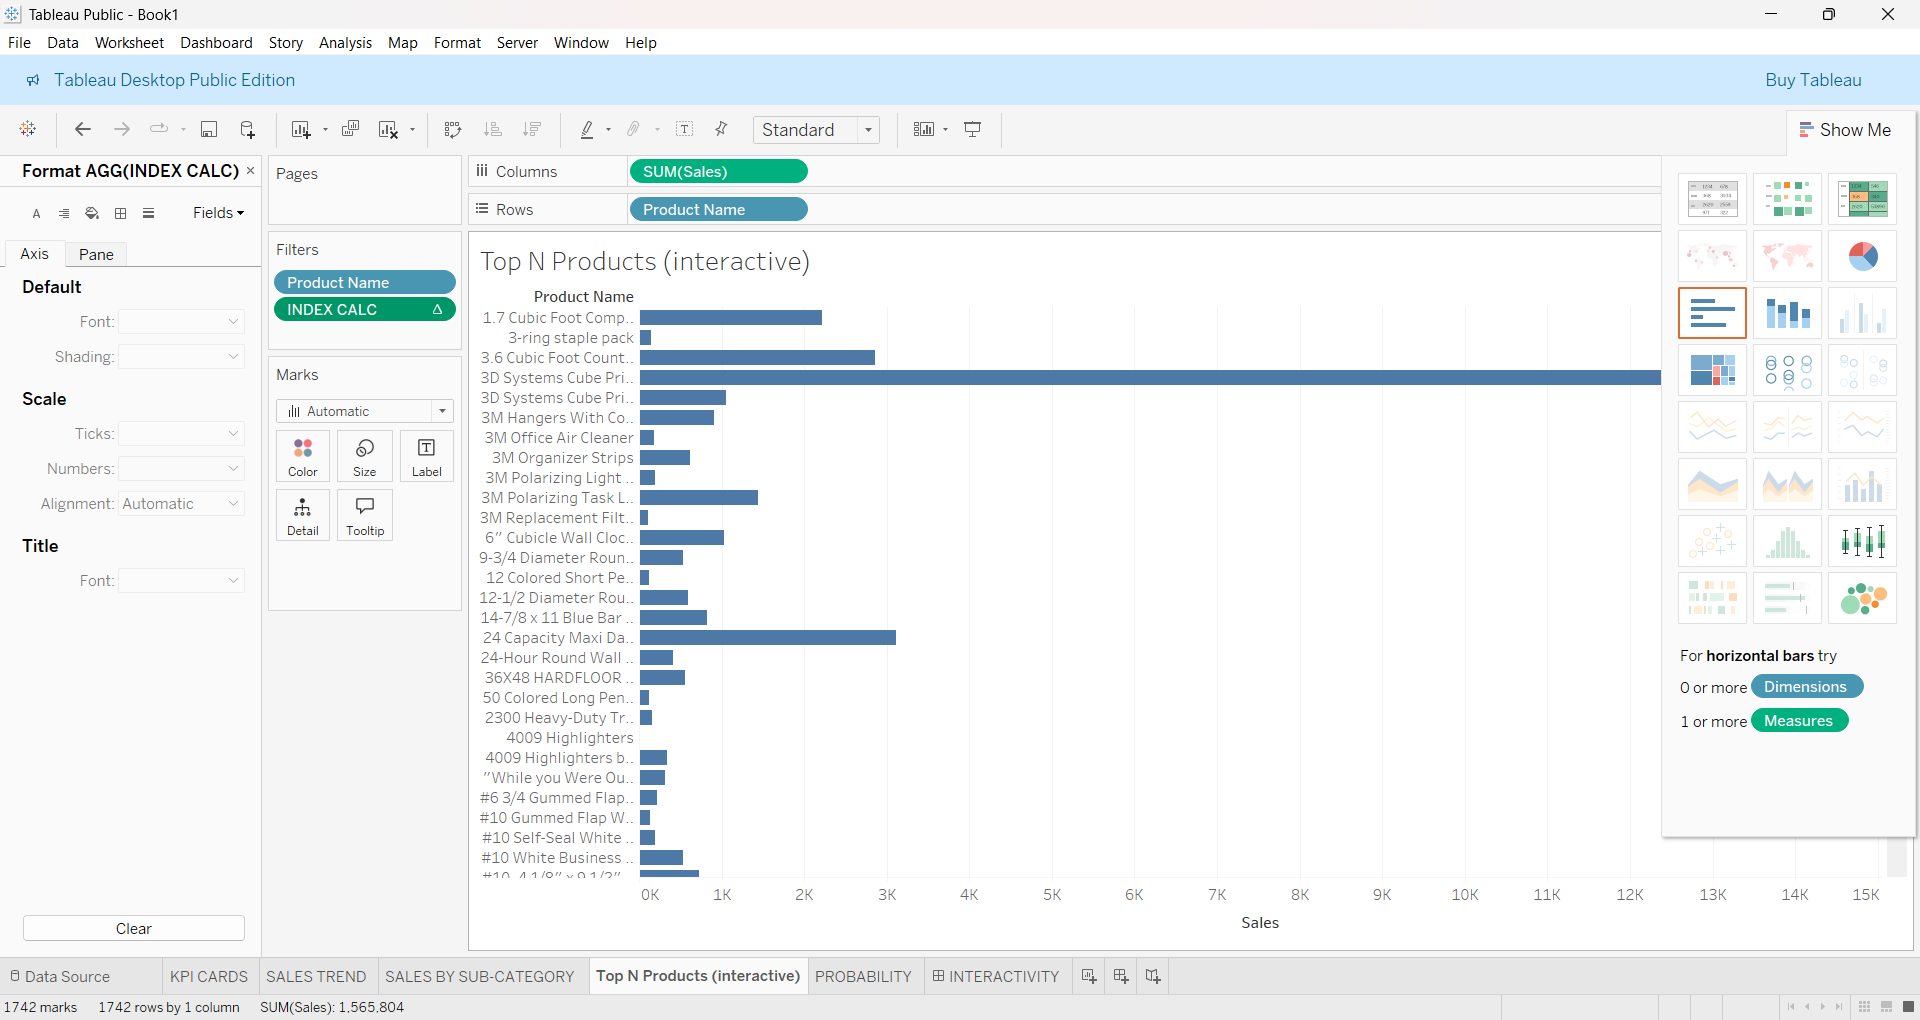 Tableau Public - Book1
File Data Worksheet Dashboard Story Analysis Map Format Server Window Help
Tableau Desktop Public Edition
Buy Tableau
Standard
Show Me
Format AGG(INDEX CALC)
Fields
Axis
Pane
Default
Font:
Shading:
Scale
Ticks:
Numbers:
Alignment: Automatic
Title
Font:
Clear
Pages
Filters
Product Name
INDEX CALC
Marks
Automatic
Color
Size
Label
Detail
Tooltip
Columns
SUM(Sales)
Rows
Product Name
Top N Products (interactive)
Product Name
1.7 Cubic Foot Comp..
3-ring staple pack
3.6 Cubic Foot Count..
3D Systems Cube Pri..
3D Systems Cube Pri..
3M Hangers With Co..
3M Office Air Cleaner
3M Organizer Strips
3M Polarizing Light ..
3M Polarizing Task L..
3M Replacement Filt..
6” Cubicle Wall Cloc..
9-3/4 Diameter Roun..
12 Colored Short Pe..
12-1/2 Diameter Rou..
14-7/8 x 11 Blue Bar ..
24 Capacity Maxi Da..
24-Hour Round Wall ..
36X48 HARDFLOOR ..
50 Colored Long Pen..
2300 Heavy-Duty Tr..
4009 Highlighters
4009 Highlighters b..
”While you Were Ou..
#6 3/4 Gummed Flap..
#10 Gummed Flap W..
#10 Self-Seal White ..
#10 White Business ..
#10- 4 1/8” x 9 1/2”
0K 1K 2K 3K 4K 5K 6K 7K 8K 9K 10K 11K 12K 13K 14K 15K
Sales
For horizontal bars try
0 or more Dimensions
1 or more Measures
Data Source
KPI CARDS
SALES TREND
SALES BY SUB-CATEGORY
Top N Products (interactive)
PROBABILITY
INTERACTIVITY
1742 marks
1742 rows by 1 column
SUM(Sales): 1,565,804